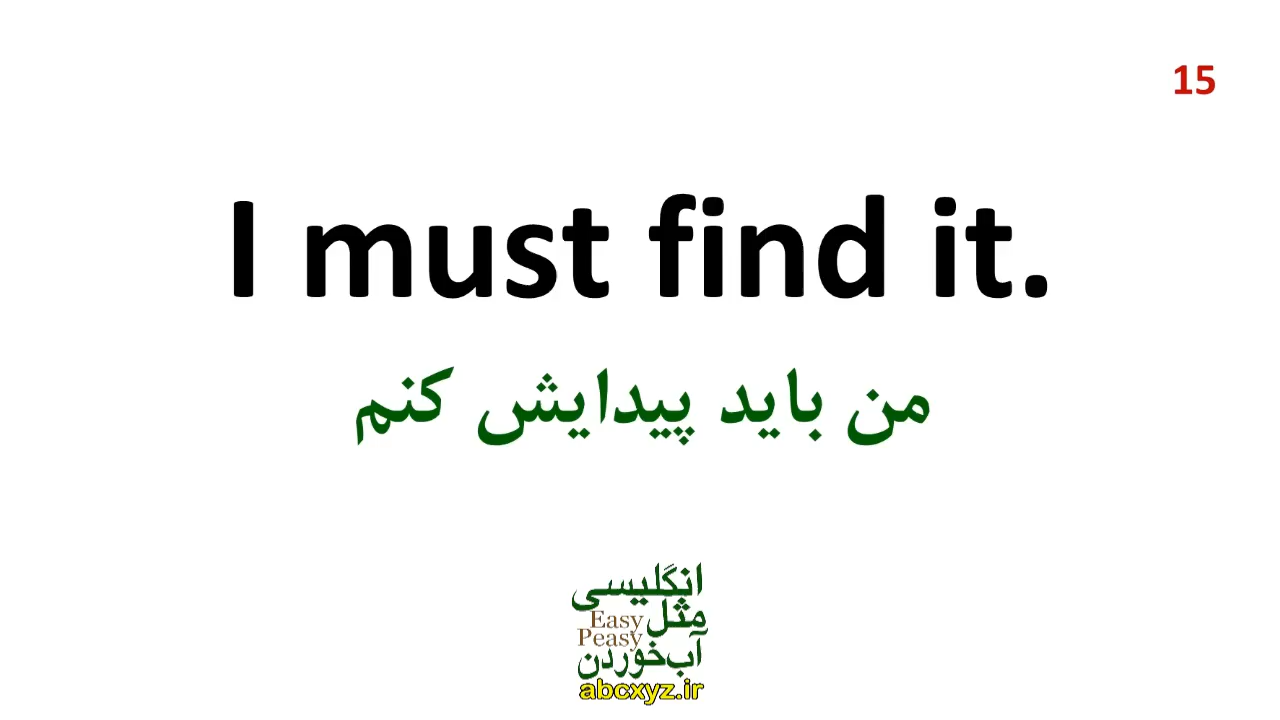 15
I must find it.
من باید پیدایش کنم
انگلیسی
مثل
Easy
Peasy
آب‌خوردن
abcxyz.ir